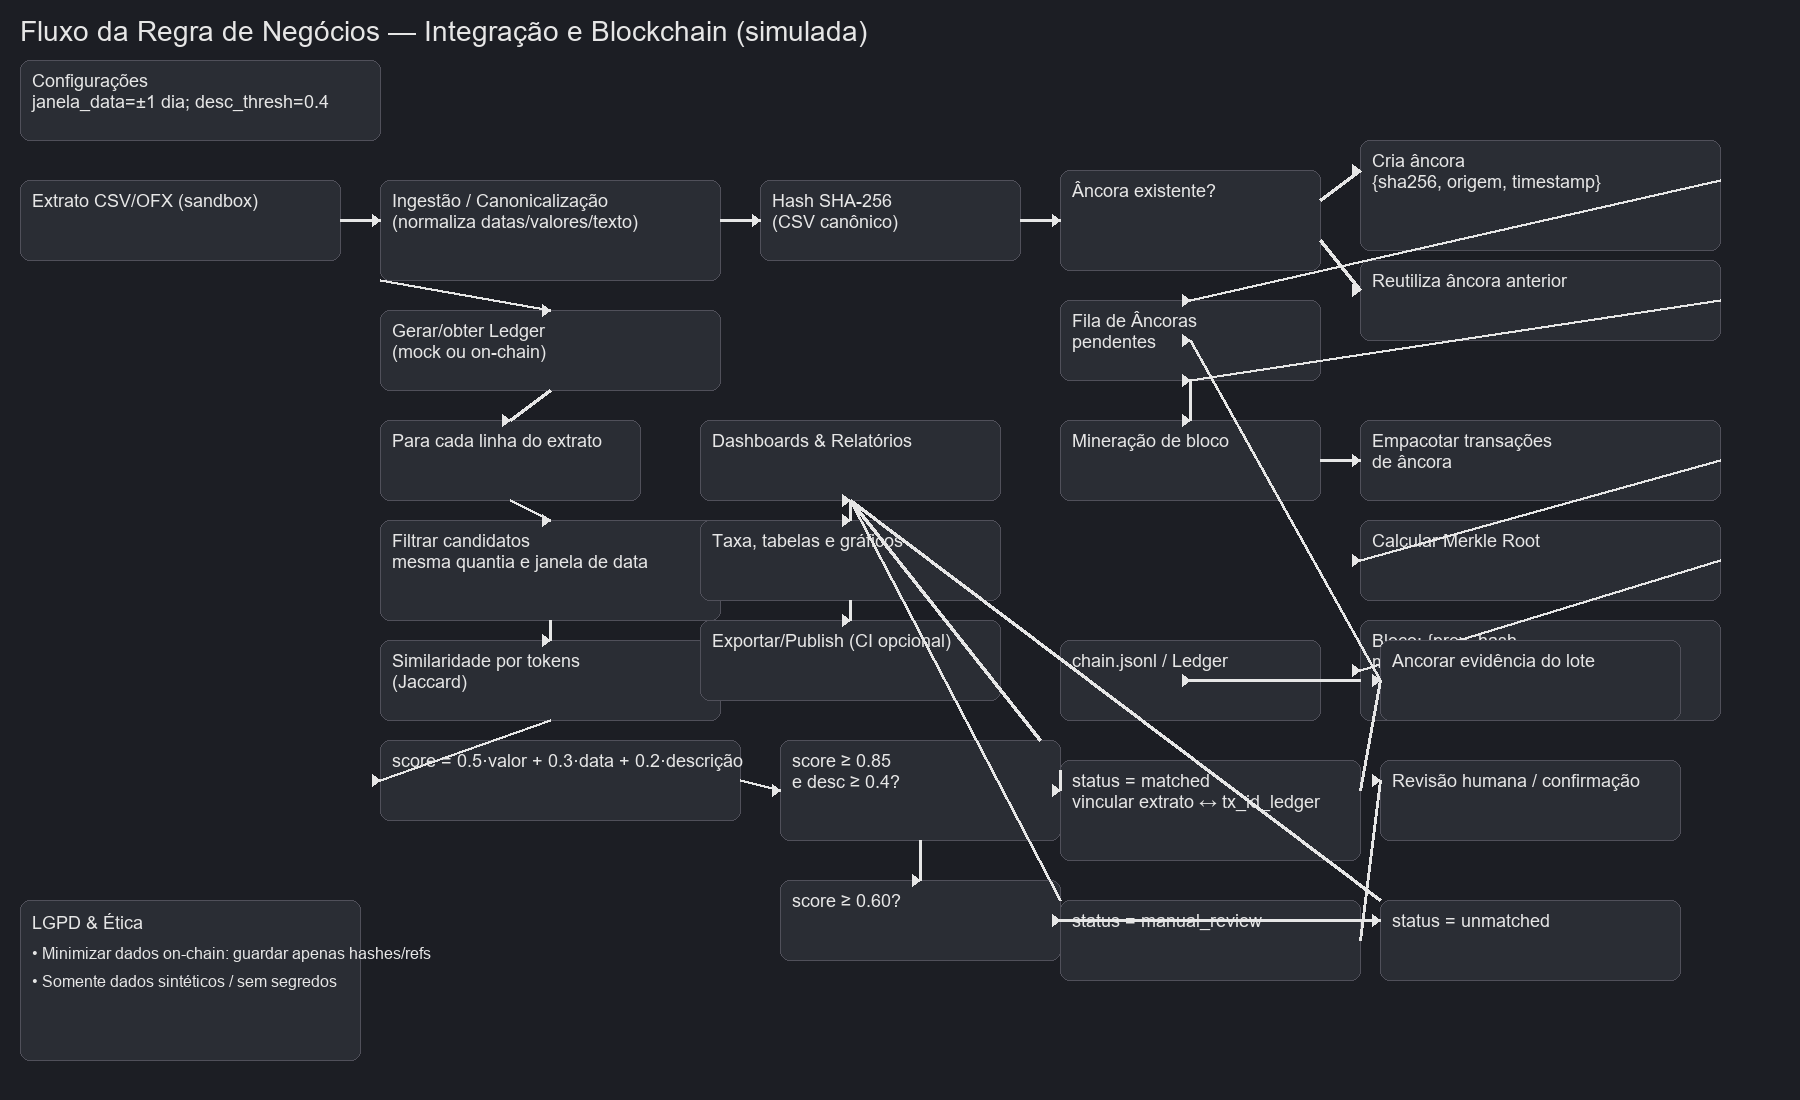 Fluxo da Regra de Negócios — Integração e Blockchain (simulada)
Configurações
janela_data=±1 dia; desc_thresh=0.4
Extrato CSV/OFX (sandbox)
Ingestão / Canonicalização
(normaliza datas/valores/texto)
Hash SHA-256
(CSV canônico)
Âncora existente?
Cria âncora
{sha256, origem, timestamp}
Reutiliza âncora anterior
Gerar/obter Ledger
(mock ou on-chain)
Fila de Âncoras
pendentes
Para cada linha do extrato
Dashboards & Relatórios
Mineração de bloco
Empacotar transações
de âncora
Filtrar candidatos
mesma quantia e janela de data
Taxa, tabelas e gráficos
Calcular Merkle Root
Similaridade por tokens
(Jaccard)
Exportar/Publish (CI opcional)
chain.jsonl / Ledger
Bloco: {prev_hash
Ancorar evidência do lote
score = 0.5·valor + 0.3·data + 0.2·descrição
score ≥ 0.85
e desc ≥ 0.4?
status = matched
vincular extrato ↔ tx_id_ledger
Revisão humana / confirmação
score ≥ 0.60?
status = manual_review
status = unmatched
LGPD & Ética
• Minimizar dados on-chain: guardar apenas hashes/refs
• Somente dados sintéticos / sem segredos